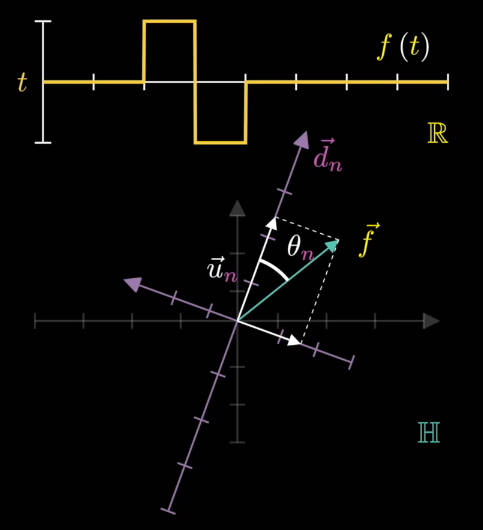 f (t)
t
ℝ
d⃗ₙ
θₙ
f⃗
u⃗ₙ
ℍ